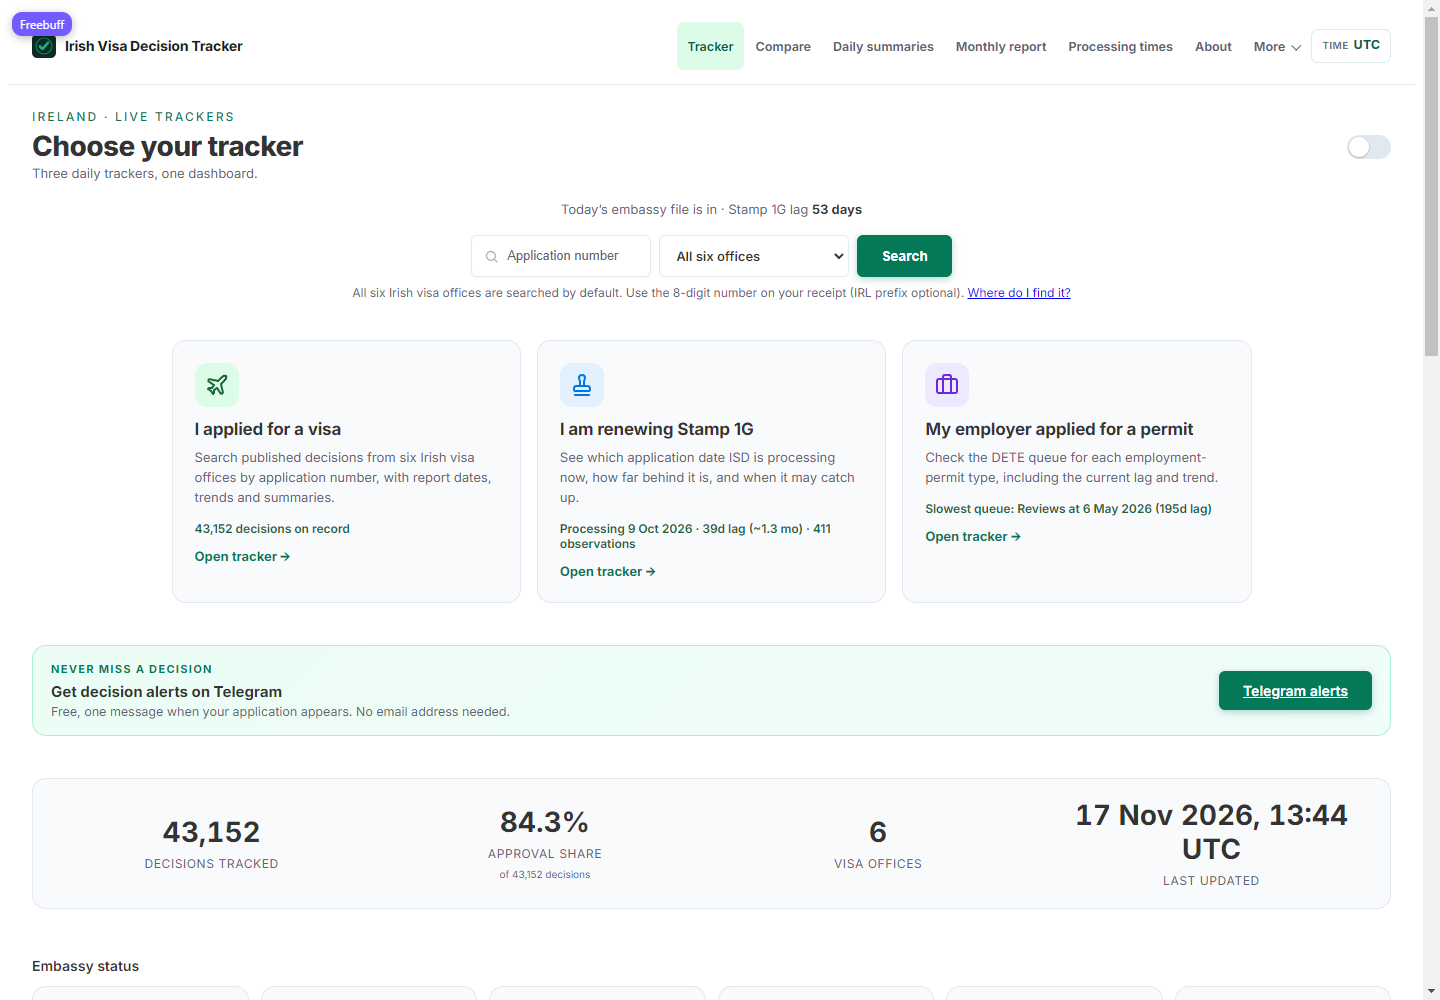 Freebuff
Irish Visa Decision Tracker
Tracker
Compare
Daily summaries
Monthly report
Processing times
About
More
TIME UTC
IRELAND · LIVE TRACKERS
Choose your tracker
Three daily trackers, one dashboard.
Today's embassy file is in · Stamp 1G lag 53 days
Application number
All six offices
Search
All six Irish visa offices are searched by default. Use the 8-digit number on your receipt (IRL prefix optional). Where do I find it?
I applied for a visa
Search published decisions from six Irish visa
offices by application number, with report dates,
trends and summaries.
43,152 decisions on record
Open tracker →
I am renewing Stamp 1G
See which application date ISD is processing
now, how far behind it is, and when it may catch
up.
Processing 9 Oct 2026 · 39d lag (~1.3 mo) · 411
observations
Open tracker →
My employer applied for a permit
Check the DETE queue for each employment-
permit type, including the current lag and trend.
Slowest queue: Reviews at 6 May 2026 (195d lag)
Open tracker →
NEVER MISS A DECISION
Get decision alerts on Telegram
Free, one message when your application appears. No email address needed.
Telegram alerts
43,152
DECISIONS TRACKED
84.3%
APPROVAL SHARE
of 43,152 decisions
6
VISA OFFICES
17 Nov 2026, 13:44
UTC
LAST UPDATED
Embassy status